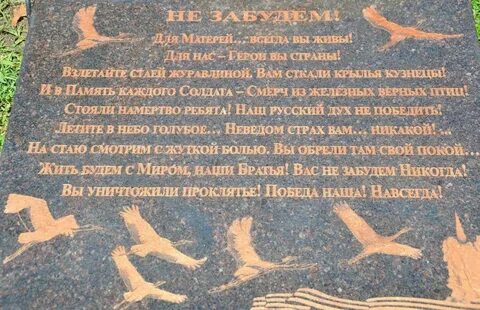 НЕ ЗАБУДЕМ!
Для Матерей… всегда вы живы!
Для нас – Герои вы страны!
Взлетайте стаей журавлиной. Вам сткали крылья кузнецы!
И в Память каждого Солдата – Смерч из железных верных птиц!
Стояли намертво ребята! Наш русский дух не победить!
Летите в небо голубое… Неведом страх вам… никакой! …
На стаю смотрим с жуткой болью. Вы обрели там свой покой…
Жить будем с Миром, наши Братья! Вас не забудем Никогда!
Вы уничтожили проклятье! Победа наша! Навсегда!